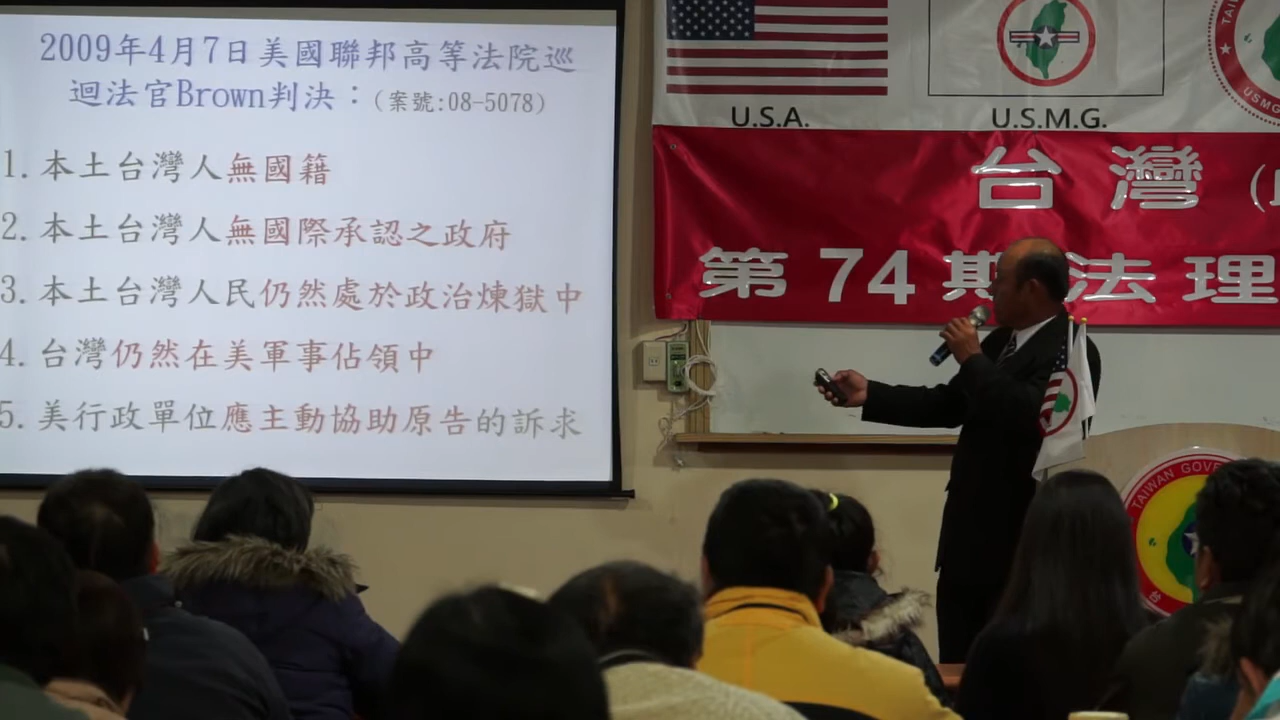 2009年4月7日美國聯邦高等法院巡
迴法官Brown判決：(案號:08-5078)
1. 本土台灣人無國籍
2. 本土台灣人無國際承認之政府
3. 本土台灣人民仍然處於政治煉獄中
4. 台灣仍然在美軍事佔領中
5. 美行政單位應主動協助原告的訴求
U.S.A.
U.S.M.G.
台灣
第74期法理
TAIWAN GOVER
USMG